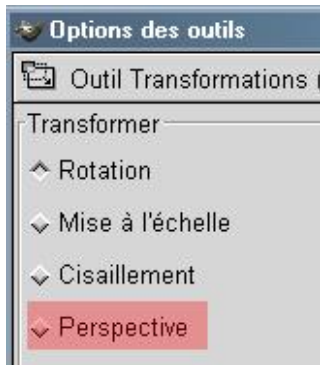 Options des outils
Outil Transformations (
Transformer
Rotation
Mise à l'échelle
Cisaillement
Perspective